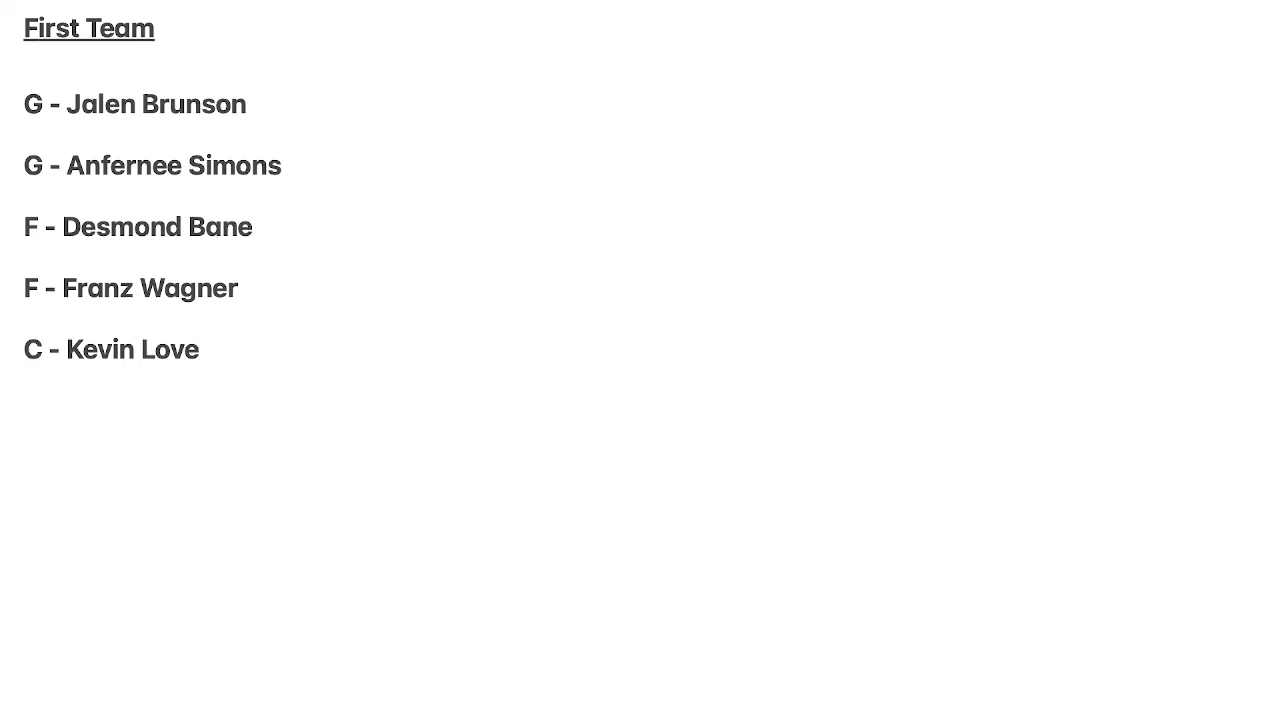 First Team
G - Jalen Brunson
G - Anfernee Simons
F - Desmond Bane
F - Franz Wagner
C - Kevin Love